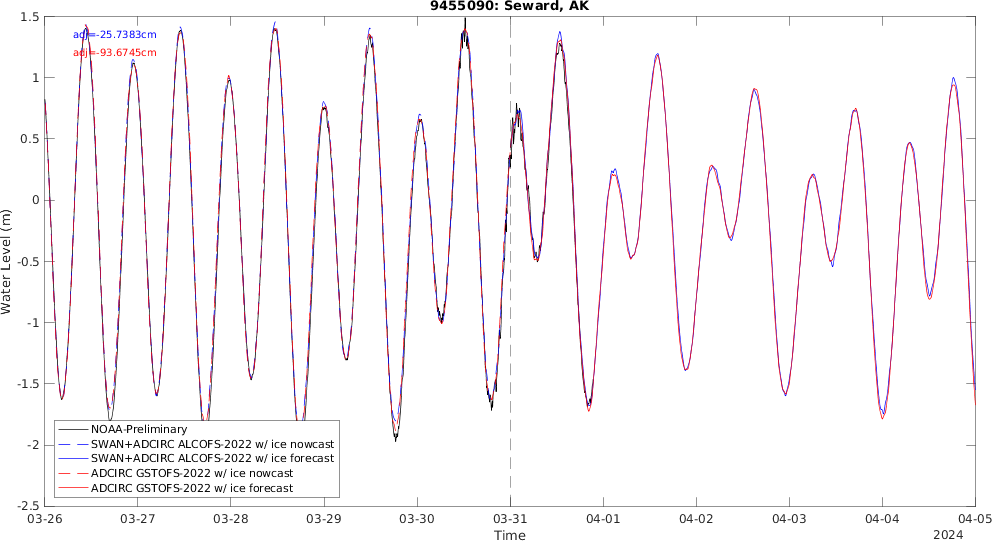 9455090: Seward, AK
adj=-25.7383cm
adj=-93.6745cm
1.5
1
0.5
0
-0.5
-1
-1.5
-2
-2.5
Water Level (m)
NOAA-Preliminary
SWAN+ADCIRC ALCOFS-2022 w/ ice nowcast
SWAN+ADCIRC ALCOFS-2022 w/ ice forecast
ADCIRC GSTOFS-2022 w/ ice nowcast
ADCIRC GSTOFS-2022 w/ ice forecast
03-26 03-27 03-28 03-29 03-30 03-31 04-01 04-02 04-03 04-04 04-05
Time
2024